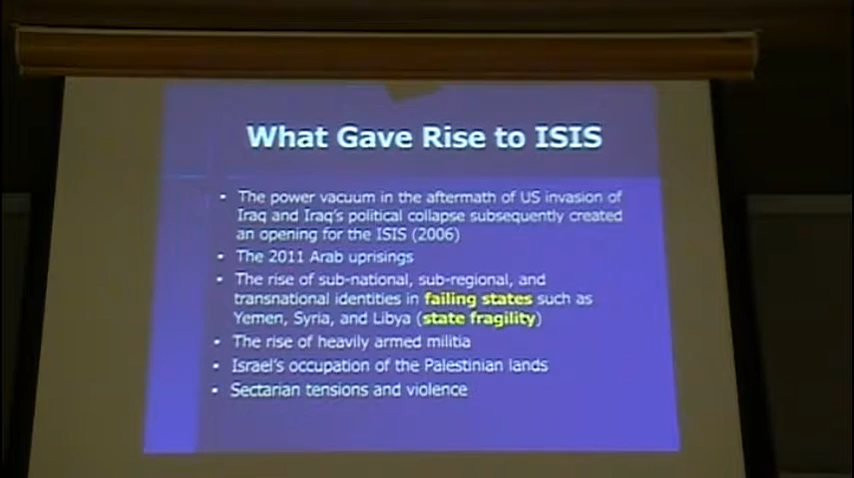 What Gave Rise to ISIS
• The power vacuum in the aftermath of US invasion of
Iraq and Iraq's political collapse subsequently created
an opening for the ISIS (2006)
• The 2011 Arab uprisings
• The rise of sub-national, sub-regional, and
transnational identities in failing states such as
Yemen, Syria, and Libya (state fragility)
• The rise of heavily armed militia
• Israel's occupation of the Palestinian lands
• Sectarian tensions and violence